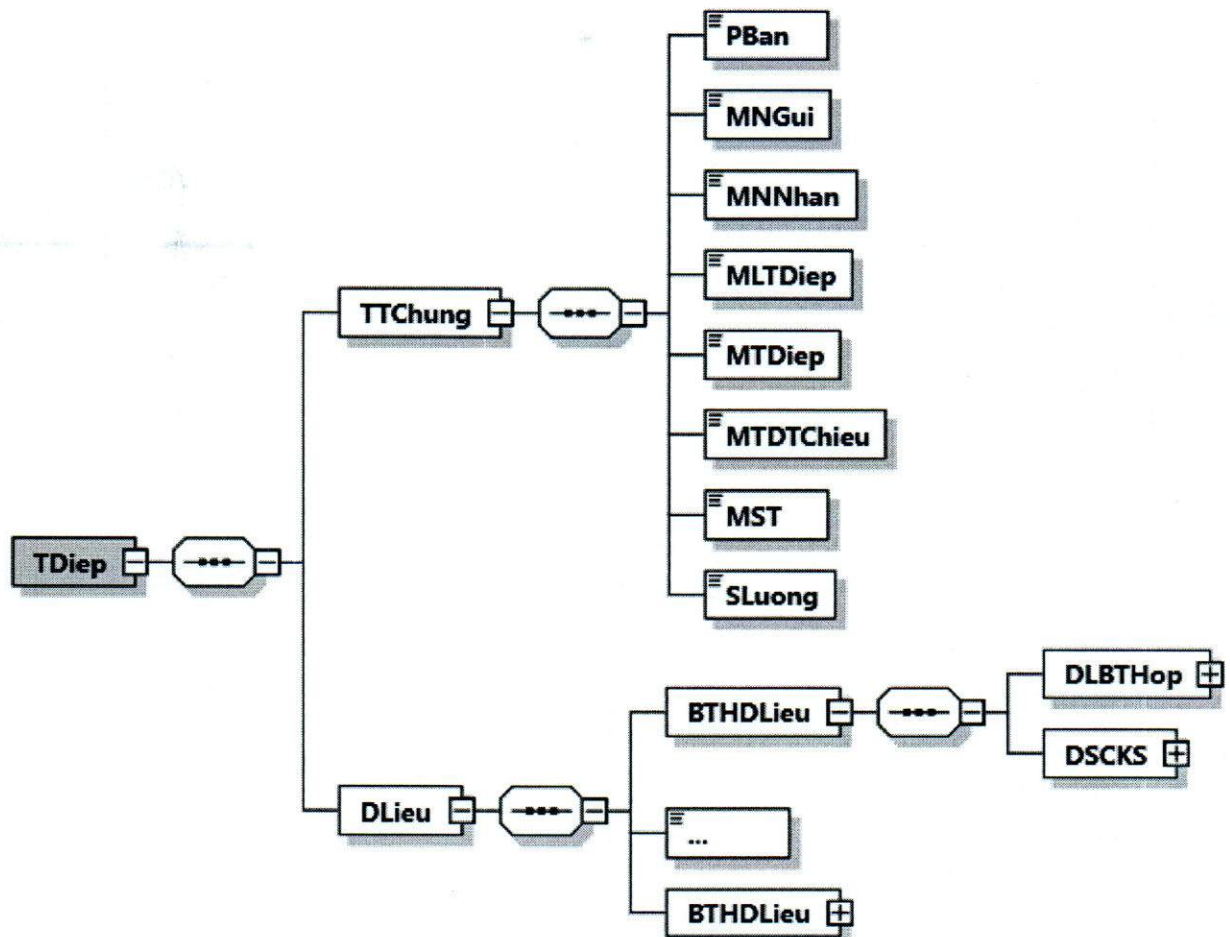 PBan
MNGui
MNNhan
MLTDiep
TTChung
MTDiep
MTDTChieu
MST
TDiep
SLuong
DLBTHop
BTHDLieu
DSCKS
DLieu
...
BTHDLieu